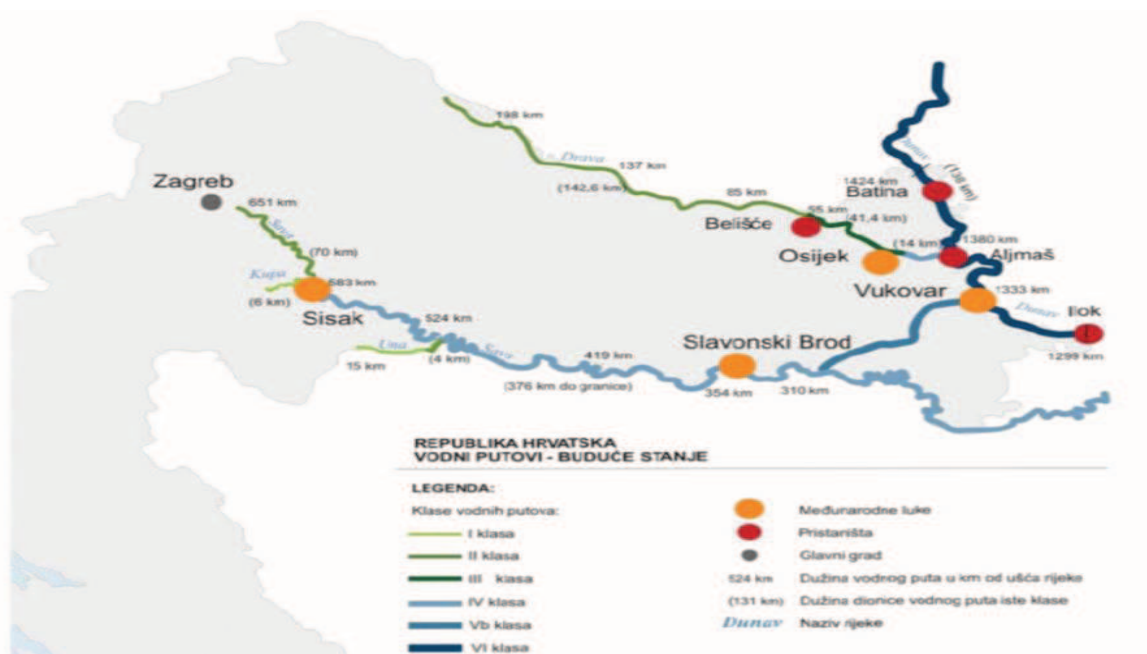 198 km
Drava
137 km
(142,6 km)
Zagreb
651 km
Sava
(70 km)
Kupa
583 km
(6 km)
Sisak
524 km
Una
(4 km)
Sava
15 km
419 km
(376 km do granice)
85 km
55 km
(41,4 km)
Belišće
Osijek
(14 km)
Dunav
1424 km
Batina
1380 km
Aljmaš
Vukovar
1333 km
Dunav
Ilok
1299 km
Slavonski Brod
354 km
310 km
REPUBLIKA HRVATSKA
VODNI PUTOVI - BUDUĆE STANJE
LEGENDA:
Klase vodnih putova:
I klasa
II klasa
III klasa
IV klasa
Vb klasa
VI klasa
Međunarodne luke
Pristaništa
Glavni grad
524 km Dužina vodnog puta u km od ušća rijeke
(131 km) Dužina dionice vodnog puta iste klase
Dunav Naziv rijeke